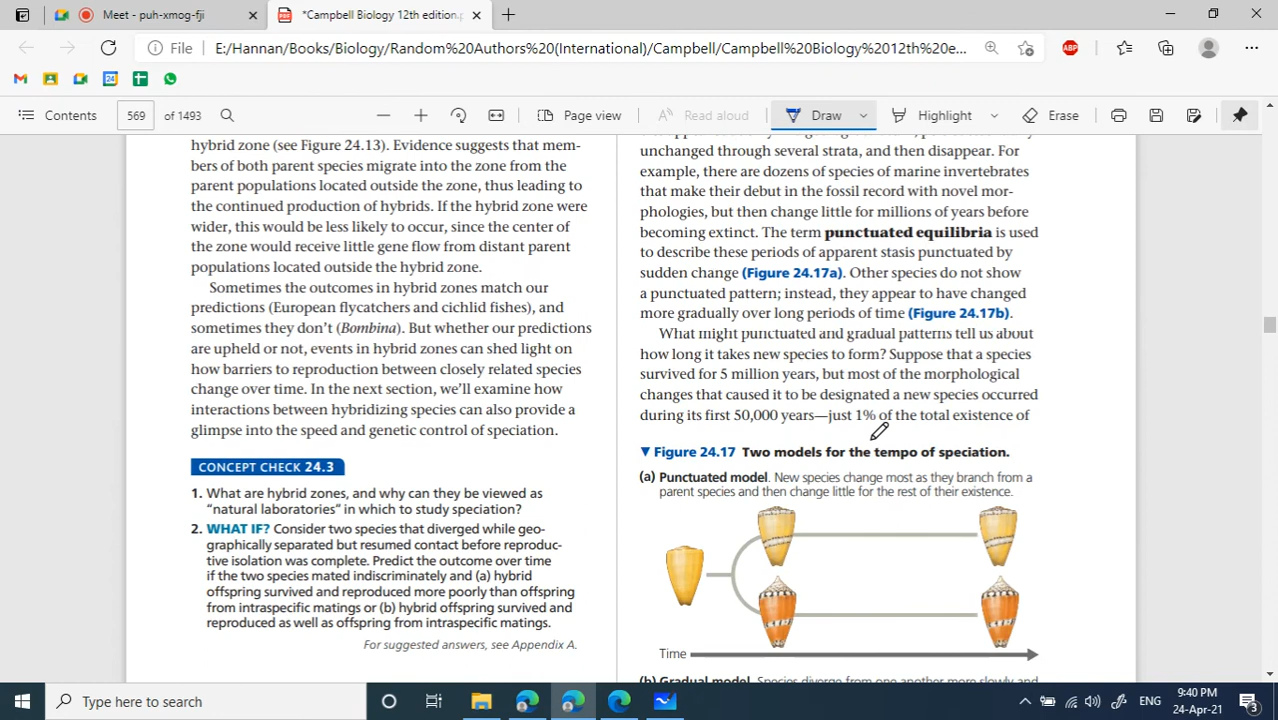 Meet - puh-xmog-fji
*Campbell Biology 12th edition.p
File
E:/Hannan/Books/Biology/Random%20Authors%20(International)/Campbell/Campbell%20Biology%2012th%20e...
ABP
24
Contents
569
of 1493
Page view
Read aloud
Draw
Highlight
Erase
hybrid zone (see Figure 24.13). Evidence suggests that mem-
bers of both parent species migrate into the zone from the
parent populations located outside the zone, thus leading to
the continued production of hybrids. If the hybrid zone were
wider, this would be less likely to occur, since the center of
the zone would receive little gene flow from distant parent
populations located outside the hybrid zone.
Sometimes the outcomes in hybrid zones match our
predictions (European flycatchers and cichlid fishes), and
sometimes they don't (Bombina). But whether our predictions
are upheld or not, events in hybrid zones can shed light on
how barriers to reproduction between closely related species
change over time. In the next section, we'll examine how
interactions between hybridizing species can also provide a
glimpse into the speed and genetic control of speciation.
CONCEPT CHECK 24.3
1. What are hybrid zones, and why can they be viewed as
"natural laboratories" in which to study speciation?
2. WHAT IF? Consider two species that diverged while geo-
graphically separated but resumed contact before reproduc-
tive isolation was complete. Predict the outcome over time
if the two species mated indiscriminately and (a) hybrid
offspring survived and reproduced more poorly than offspring
from intraspecific matings or (b) hybrid offspring survived and
reproduced as well as offspring from intraspecific matings.
For suggested answers, see Appendix A.
unchanged through several strata, and then disappear. For
example, there are dozens of species of marine invertebrates
that make their debut in the fossil record with novel mor-
phologies, but then change little for millions of years before
becoming extinct. The term punctuated equilibria is used
to describe these periods of apparent stasis punctuated by
sudden change (Figure 24.17a). Other species do not show
a punctuated pattern; instead, they appear to have changed
more gradually over long periods of time (Figure 24.17b).
What might punctuated and gradual patterns tell us about
how long it takes new species to form? Suppose that a species
survived for 5 million years, but most of the morphological
changes that caused it to be designated a new species occurred
during its first 50,000 years—just 1% of the total existence of
▼ Figure 24.17 Two models for the tempo of speciation.
(a) Punctuated model. New species change most as they branch from a
parent species and then change little for the rest of their existence.
Time
(b) Gradual model. Species diverge from one another more slowly and
Type here to search
ENG
9:40 PM
24-Apr-21
3